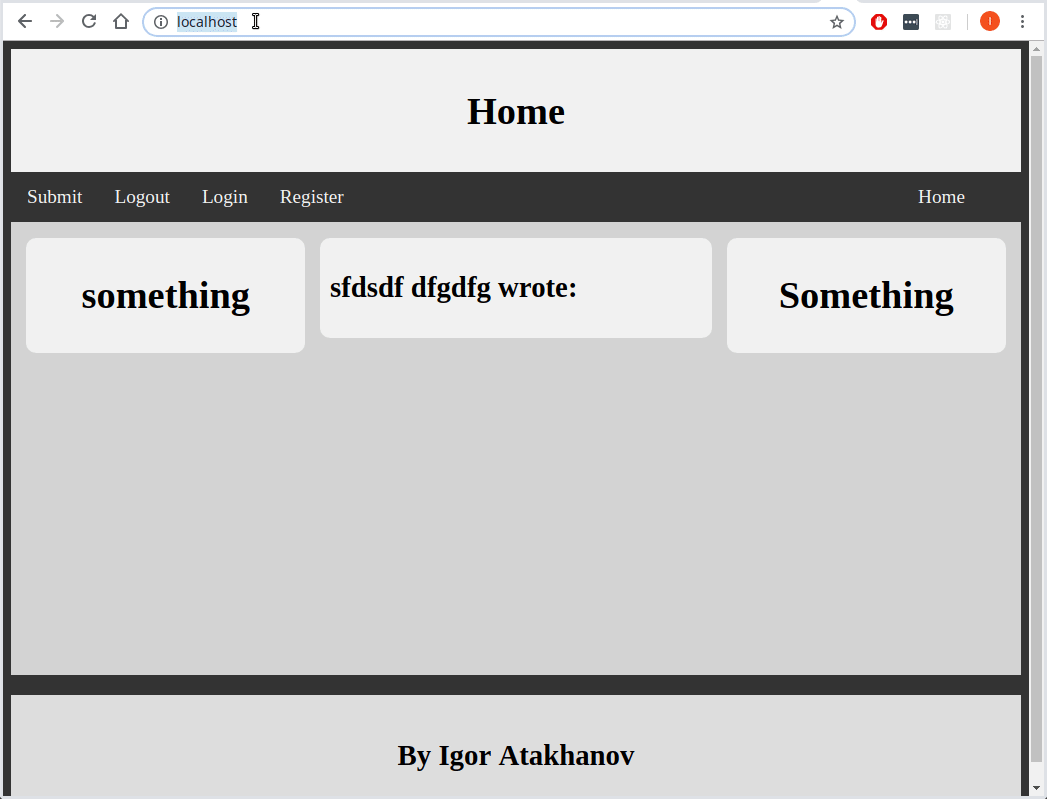 localhost
I
Home
Submit Logout Login Register Home
something
sfdsdf dfgdfg wrote:
Something
By Igor Atakhanov